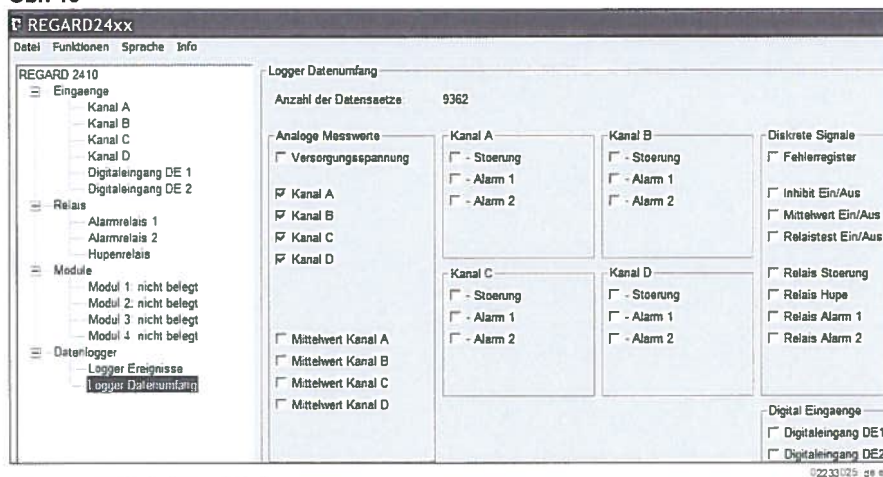 REGARD24xx
Datei Funktionen Sprache Info
REGARD 2410
Eingaenge
Kanal A
Kanal B
Kanal C
Kanal D
Digitaleingang DE 1
Digitaleingang DE 2
Relais
Alarmrelais 1
Alarmrelais 2
Hupenrelais
Module
Modul 1: nicht belegt
Modul 2: nicht belegt
Modul 3: nicht belegt
Modul 4: nicht belegt
Datenlogger
Logger Ereignisse
Logger Datenumfang
Logger Datenumfang
Anzahl der Datensaetze 9362
Analoge Messwerte
Versorgungsspannung
Kanal A
Kanal B
Kanal C
Kanal D
Mittelwert Kanal A
Mittelwert Kanal B
Mittelwert Kanal C
Mittelwert Kanal D
Kanal A
- Stoerung
- Alarm 1
- Alarm 2
Kanal B
- Stoerung
- Alarm 1
- Alarm 2
Kanal C
- Stoerung
- Alarm 1
- Alarm 2
Kanal D
- Stoerung
- Alarm 1
- Alarm 2
Diskrete Signale
Fehlerregister
Inhibit Ein/Aus
Mittelwert Ein/Aus
Relaistest Ein/Aus
Relais Stoerung
Relais Hupe
Relais Alarm 1
Relais Alarm 2
Digital Eingaenge
Digitaleingang DE1
Digitaleingang DE2
02233025